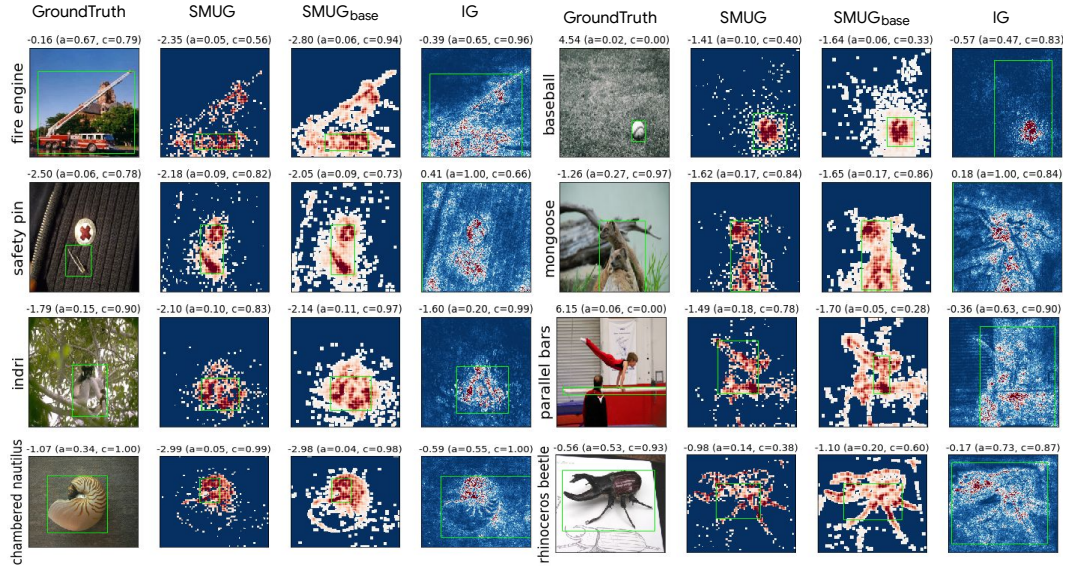 GroundTruth SMUG SMUGbase IG GroundTruth SMUG SMUGbase IG
-0.16 (a=0.67, c=0.79) -2.35 (a=0.05, c=0.56) -2.80 (a=0.06, c=0.94) -0.39 (a=0.65, c=0.96) 4.54 (a=0.02, c=0.00) -1.41 (a=0.10, c=0.40) -1.64 (a=0.06, c=0.33) -0.57 (a=0.47, c=0.83)
fire engine baseball
-2.50 (a=0.06, c=0.78) -2.18 (a=0.09, c=0.82) -2.05 (a=0.09, c=0.73) 0.41 (a=1.00, c=0.66) -1.26 (a=0.27, c=0.97) -1.62 (a=0.17, c=0.84) -1.65 (a=0.17, c=0.86) 0.18 (a=1.00, c=0.84)
safety pin mongoose
-1.79 (a=0.15, c=0.90) -2.10 (a=0.10, c=0.83) -2.14 (a=0.11, c=0.97) -1.60 (a=0.20, c=0.99) 6.15 (a=0.06, c=0.00) -1.49 (a=0.18, c=0.78) -1.70 (a=0.05, c=0.28) -0.36 (a=0.63, c=0.90)
indri parallel bars
-1.07 (a=0.34, c=1.00) -2.99 (a=0.05, c=0.99) -2.98 (a=0.04, c=0.98) -0.59 (a=0.55, c=1.00) -0.56 (a=0.53, c=0.93) -0.98 (a=0.14, c=0.38) -1.10 (a=0.20, c=0.60) -0.17 (a=0.73, c=0.87)
chambered nautilus rhinoceros beetle